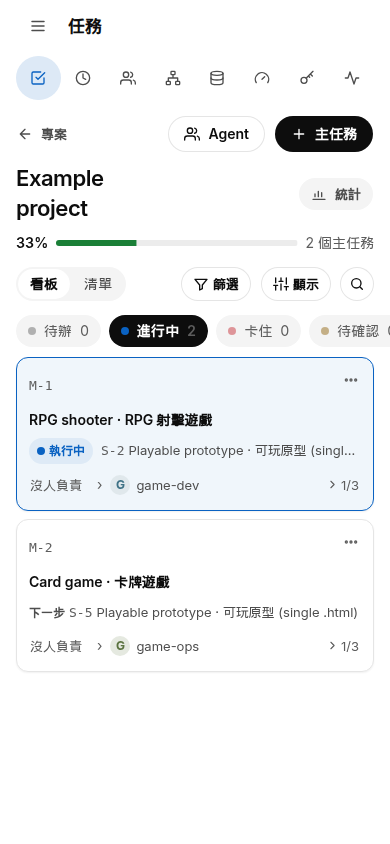 任務
專案
Agent
主任務
Example project
統計
33%
2 個主任務
看板
清單
篩選
顯示
待辦 0
進行中 2
卡住 0
待確認
M-1
RPG shooter · RPG 射擊遊戲
執行中 S-2 Playable prototype · 可玩原型 (singl...
沒人負責 G game-dev 1/3
M-2
Card game · 卡牌遊戲
下一步 S-5 Playable prototype · 可玩原型 (single .html)
沒人負責 G game-ops 1/3